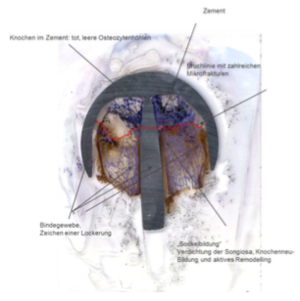 Zement
Knochen im Zement: tot, leere Osteozytenhöhlen
Bruchlinie mit zahlreichen
Mikrofrakturen
Bindegewebe,
Zeichen einer Lockerung
„Sockelbildung“
Verdichtung der Songiosa, Knochenneu-
Bildung und aktives Remodelling